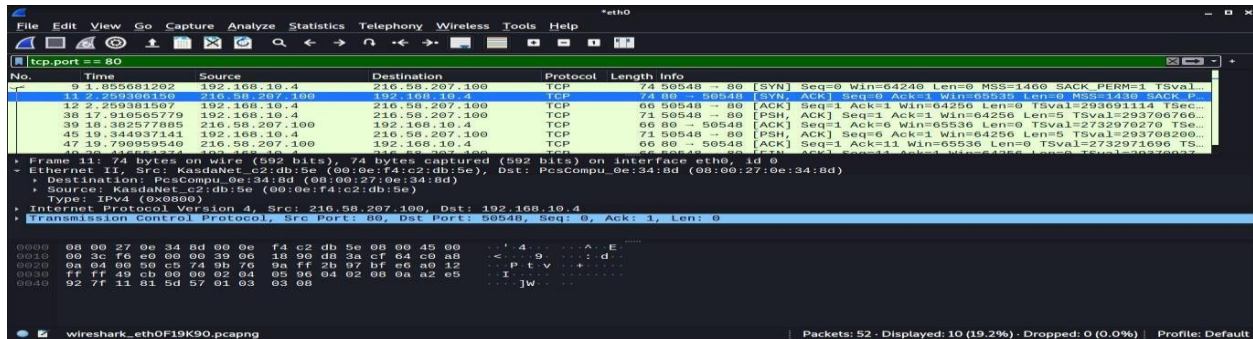 *eth0
File Edit View Go Capture Analyze Statistics Telephony Wireless Tools Help
tcp.port == 80
No. Time Source Destination Protocol Length Info
9 1.855681202 192.168.10.4 216.58.207.100 TCP 74 50548 → 80 [SYN] Seq=0 Win=64240 Len=0 MSS=1460 SACK_PERM=1 TSval…
11 2.259306150 216.58.207.100 192.168.10.4 TCP 74 80 → 50548 [SYN, ACK] Seq=0 Ack=1 Win=65535 Len=0 MSS=1430 SACK_P…
12 2.259381507 192.168.10.4 216.58.207.100 TCP 66 50548 → 80 [ACK] Seq=1 Ack=1 Win=64256 Len=0 TSval=293691114 TSec…
38 17.910565779 192.168.10.4 216.58.207.100 TCP 71 50548 → 80 [PSH, ACK] Seq=1 Ack=1 Win=64256 Len=5 TSval=293706766…
39 18.382577885 216.58.207.100 192.168.10.4 TCP 66 80 → 50548 [ACK] Seq=1 Ack=6 Win=65536 Len=0 TSval=2732970270 TSe…
45 19.344937141 192.168.10.4 216.58.207.100 TCP 71 50548 → 80 [PSH, ACK] Seq=6 Ack=1 Win=64256 Len=5 TSval=293708200…
47 19.790959540 216.58.207.100 192.168.10.4 TCP 66 80 → 50548 [ACK] Seq=1 Ack=11 Win=65536 Len=0 TSval=2732971696 TS…
Frame 11: 74 bytes on wire (592 bits), 74 bytes captured (592 bits) on interface eth0, id 0
Ethernet II, Src: KasdaNet_c2:db:5e (00:0e:f4:c2:db:5e), Dst: PcsCompu_0e:34:8d (08:00:27:0e:34:8d)
Destination: PcsCompu_0e:34:8d (08:00:27:0e:34:8d)
Source: KasdaNet_c2:db:5e (00:0e:f4:c2:db:5e)
Type: IPv4 (0x0800)
Internet Protocol Version 4, Src: 216.58.207.100, Dst: 192.168.10.4
Transmission Control Protocol, Src Port: 80, Dst Port: 50548, Seq: 0, Ack: 1, Len: 0
0000 08 00 27 0e 34 8d 00 0e f4 c2 db 5e 08 00 45 00 ··'·4··· ···^··E·
0010 00 3c f6 e0 00 00 39 06 18 90 d8 3a cf 64 c0 a8 ·<····9· ···:·d··
0020 0a 04 00 50 c5 74 9b 76 9a ff 2b 97 bf e6 a0 12 ···P·t·v ··+·····
0030 ff ff 49 cb 00 00 02 04 05 96 04 02 08 0a a2 e5 ··I····· ········
0040 92 7f 11 81 5d 57 01 03 03 08 ····]W·· ··
wireshark_eth0F19K90.pcapng Packets: 52 · Displayed: 10 (19.2%) · Dropped: 0 (0.0%) Profile: Default